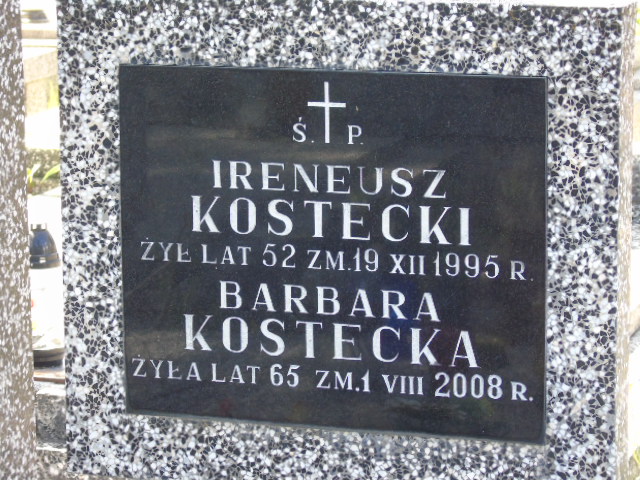 Ś. P.
IRENEUSZ
KOSTECKI
ŻYŁ LAT 52 ZM.19 XII 1995 R.
BARBARA
KOSTECKA
ŻYŁA LAT 65 ZM.1 VIII 2008 R.